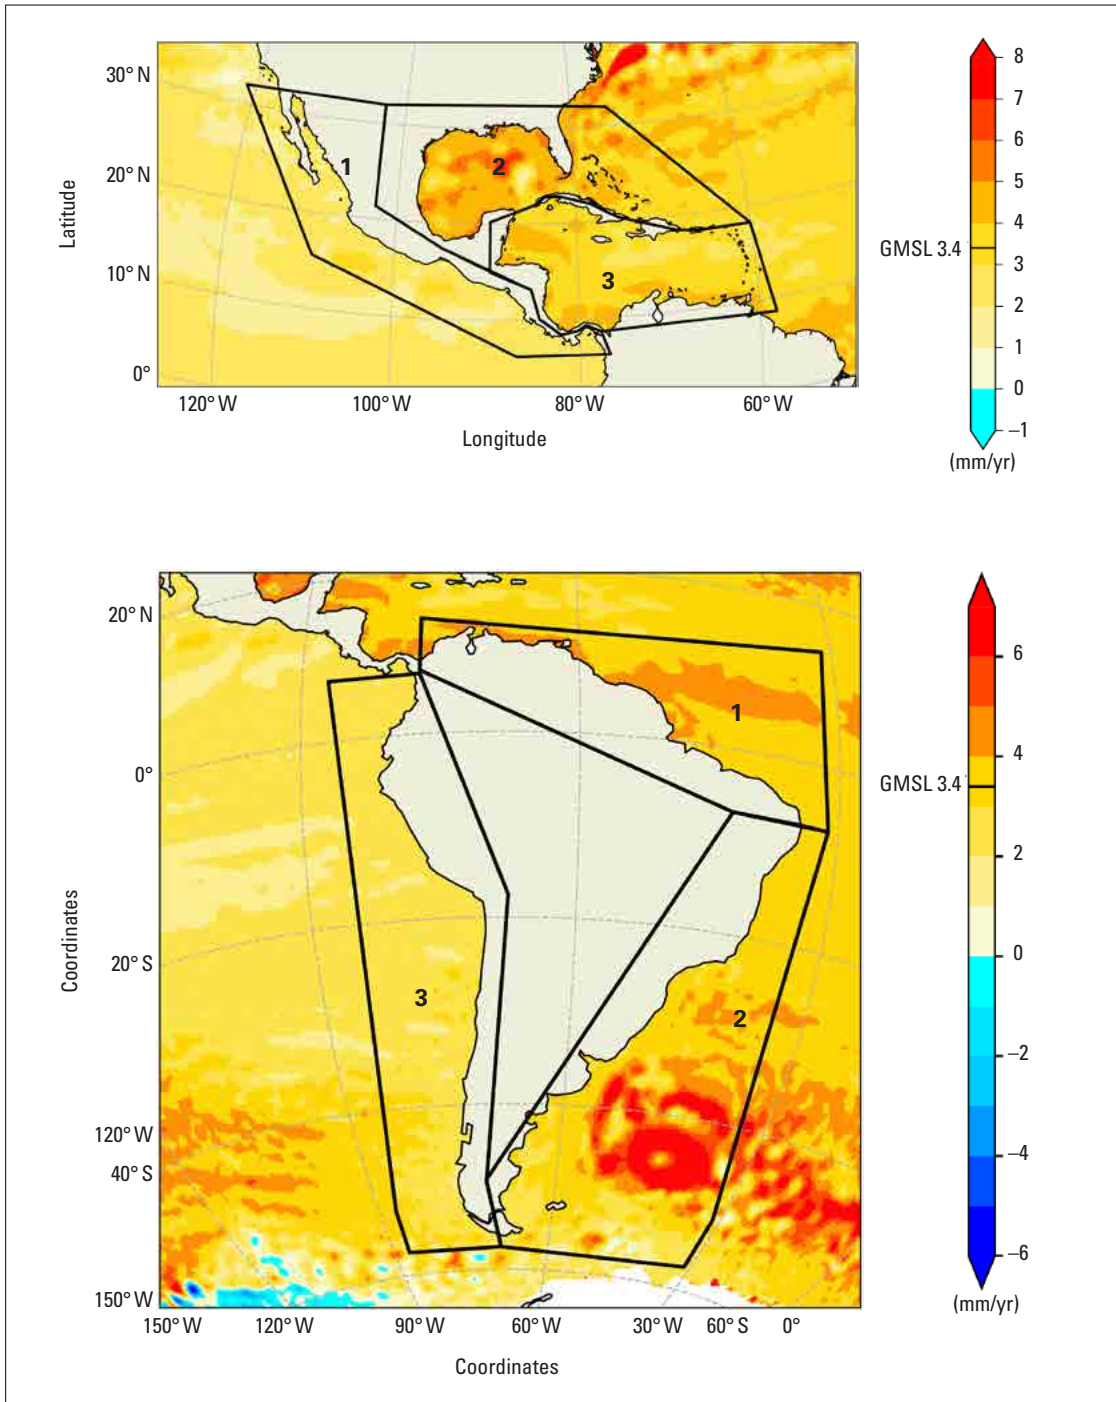 30° N
20° N
10° N
0°
Latitude
120° W
100° W
80° W
60° W
Longitude
1
2
3
8
7
6
5
4
GMSL 3.4
3
2
1
0
–1
(mm/yr)
20° N
0°
20° S
120° W
40° S
150° W
Coordinates
150° W
120° W
90° W
60° W
30° W
60° S
0°
Coordinates
1
2
3
6
4
GMSL 3.4
2
0
–2
–4
–6
(mm/yr)